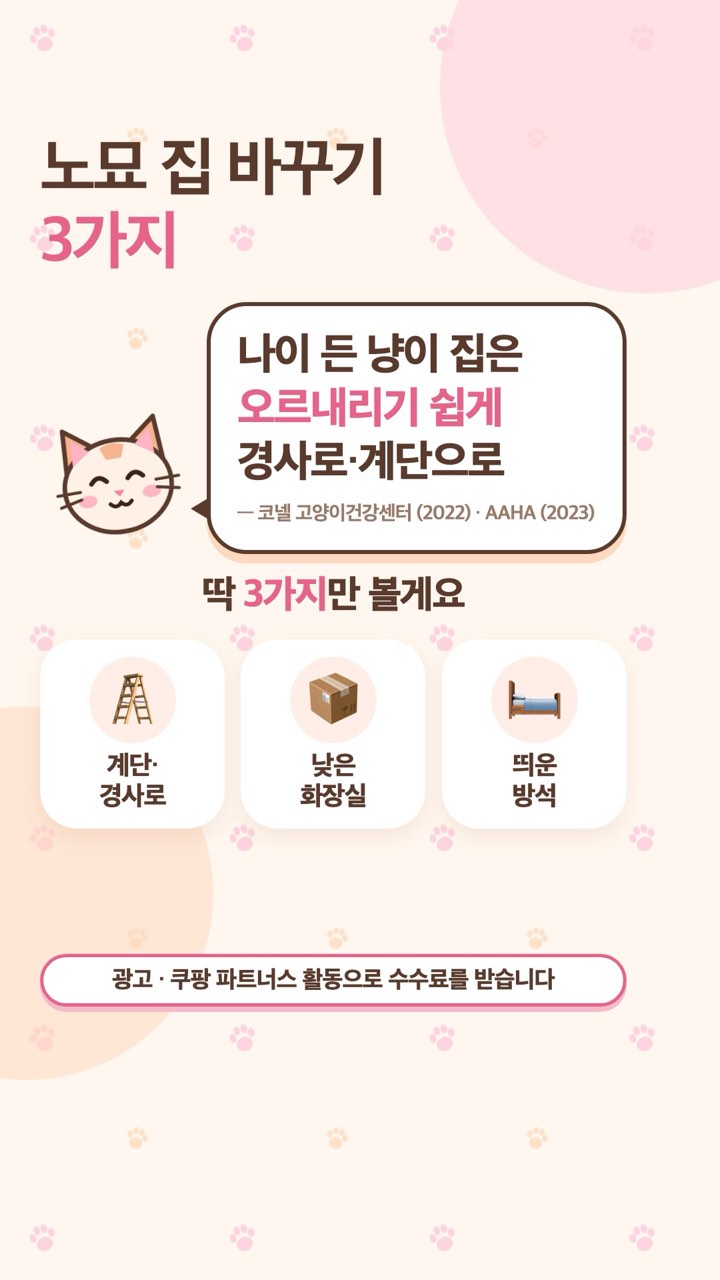 노묘 집 바꾸기
3가지
나이 든 냥이 집은
오르내리기 쉽게
경사로·계단으로
— 코넬 고양이건강센터 (2022) · AAHA (2023)
딱 3가지만 볼게요
계단·
경사로
낮은
화장실
띄운
방석
광고 · 쿠팡 파트너스 활동으로 수수료를 받습니다